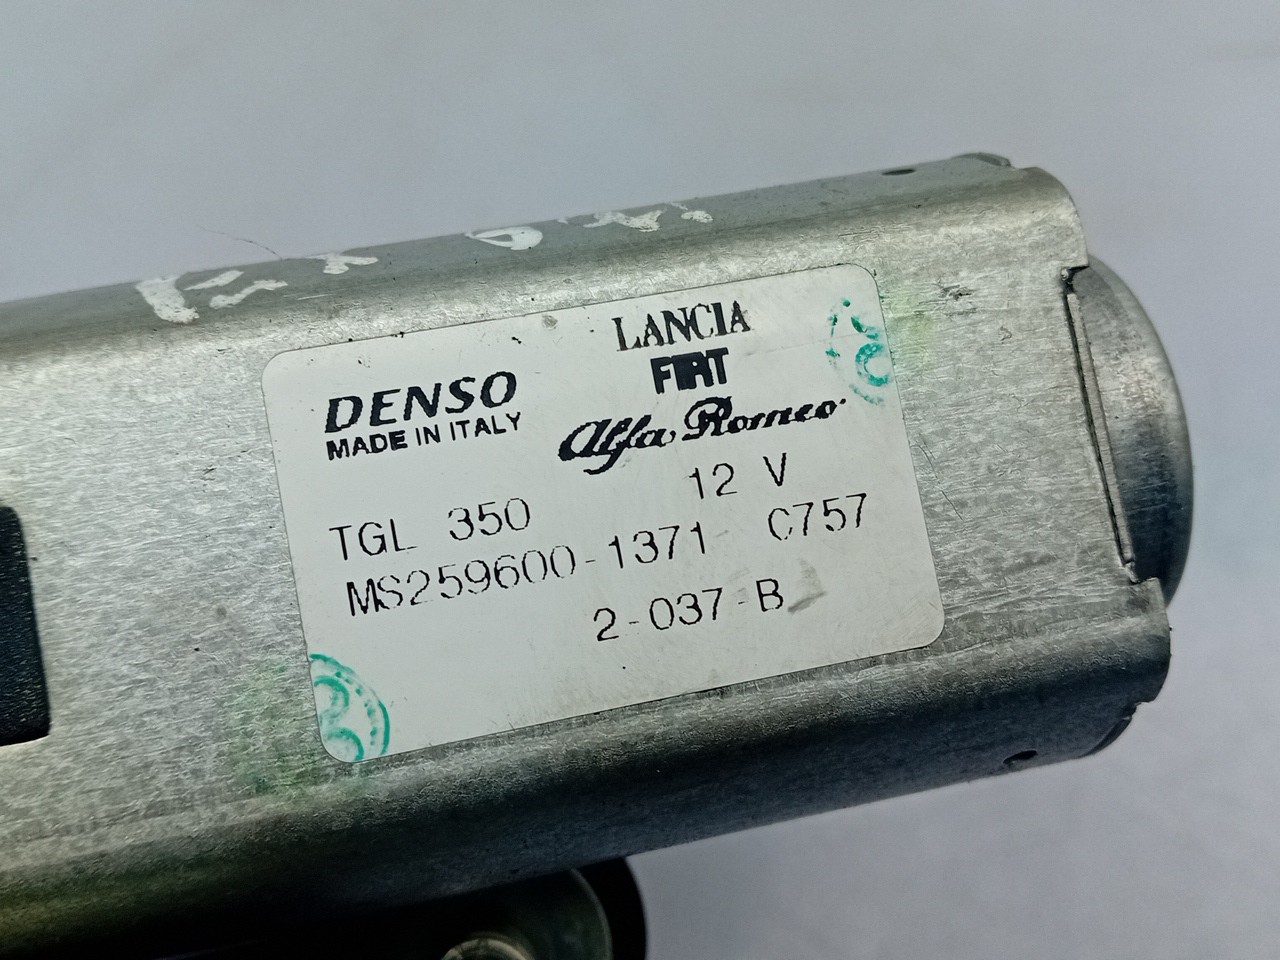 LANCIA
FIAT
DENSO
MADE IN ITALY
Alfa Romeo
12 V
TGL 350
MS259600-1371 C757
2-037-B